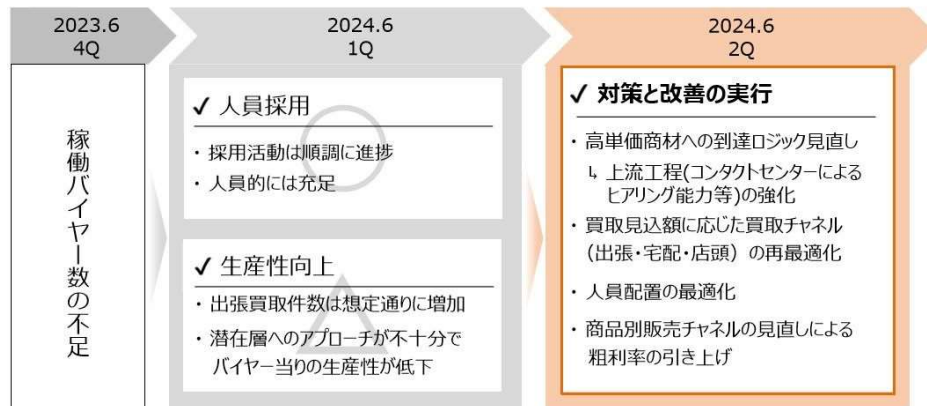 2023.6
4Q
2024.6
1Q
2024.6
2Q
稼働バイヤー数の不足
✓ 人員採用
・採用活動は順調に進捗
・人員的には充足
✓ 生産性向上
・出張買取件数は想定通りに増加
・潜在層へのアプローチが不十分で
バイヤー当りの生産性が低下
✓ 対策と改善の実行
・高単価商材への到達ロジック見直し
↳ 上流工程(コンタクトセンターによる
ヒアリング能力等)の強化
・買取見込額に応じた買取チャネル
(出張・宅配・店頭) の再最適化
・人員配置の最適化
・商品別販売チャネルの見直しによる
粗利率の引き上げ